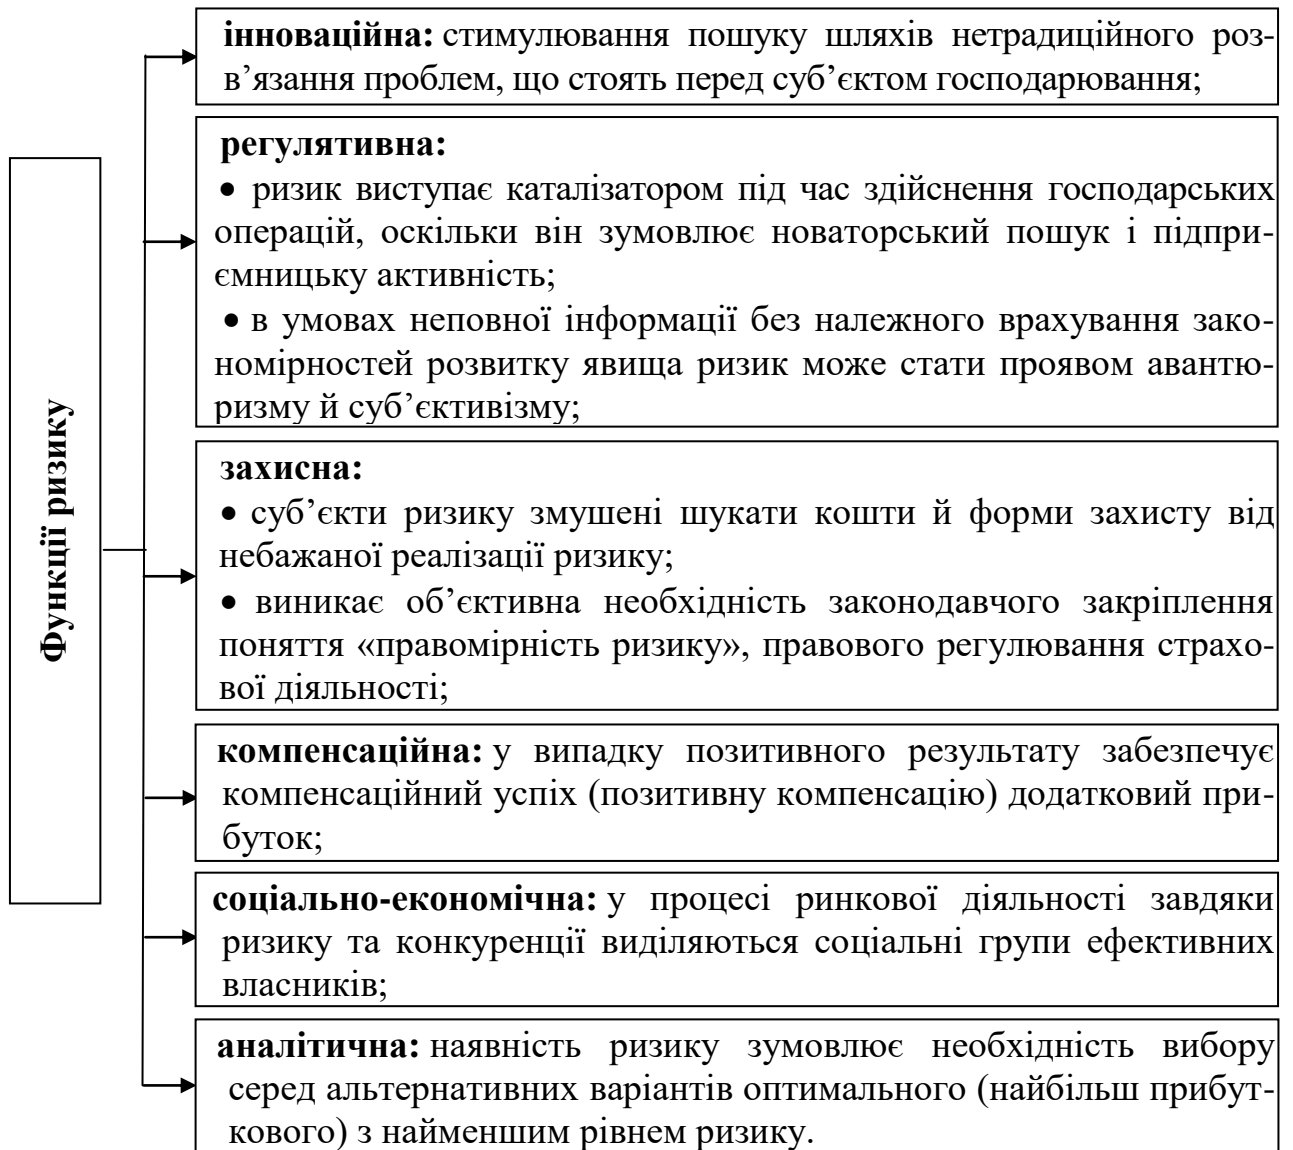 Функції ризику
інноваційна: стимулювання пошуку шляхів нетрадиційного роз-
в’язання проблем, що стоять перед суб’єктом господарювання;
регулятивна:
• ризик виступає каталізатором під час здійснення господарських
операцій, оскільки він зумовлює новаторський пошук і підпри-
ємницьку активність;
• в умовах неповної інформації без належного врахування зако-
номірностей розвитку явища ризик може стати проявом авантю-
ризму й суб’єктивізму;
захисна:
• суб’єкти ризику змушені шукати кошти й форми захисту від
небажаної реалізації ризику;
• виникає об’єктивна необхідність законодавчого закріплення
поняття «правомірність ризику», правового регулювання страхо-
вої діяльності;
компенсаційна: у випадку позитивного результату забезпечує
компенсаційний успіх (позитивну компенсацію) додатковий при-
буток;
соціально-економічна: у процесі ринкової діяльності завдяки
ризику та конкуренції виділяються соціальні групи ефективних
власників;
аналітична: наявність ризику зумовлює необхідність вибору
серед альтернативних варіантів оптимального (найбільш прибут-
кового) з найменшим рівнем ризику.